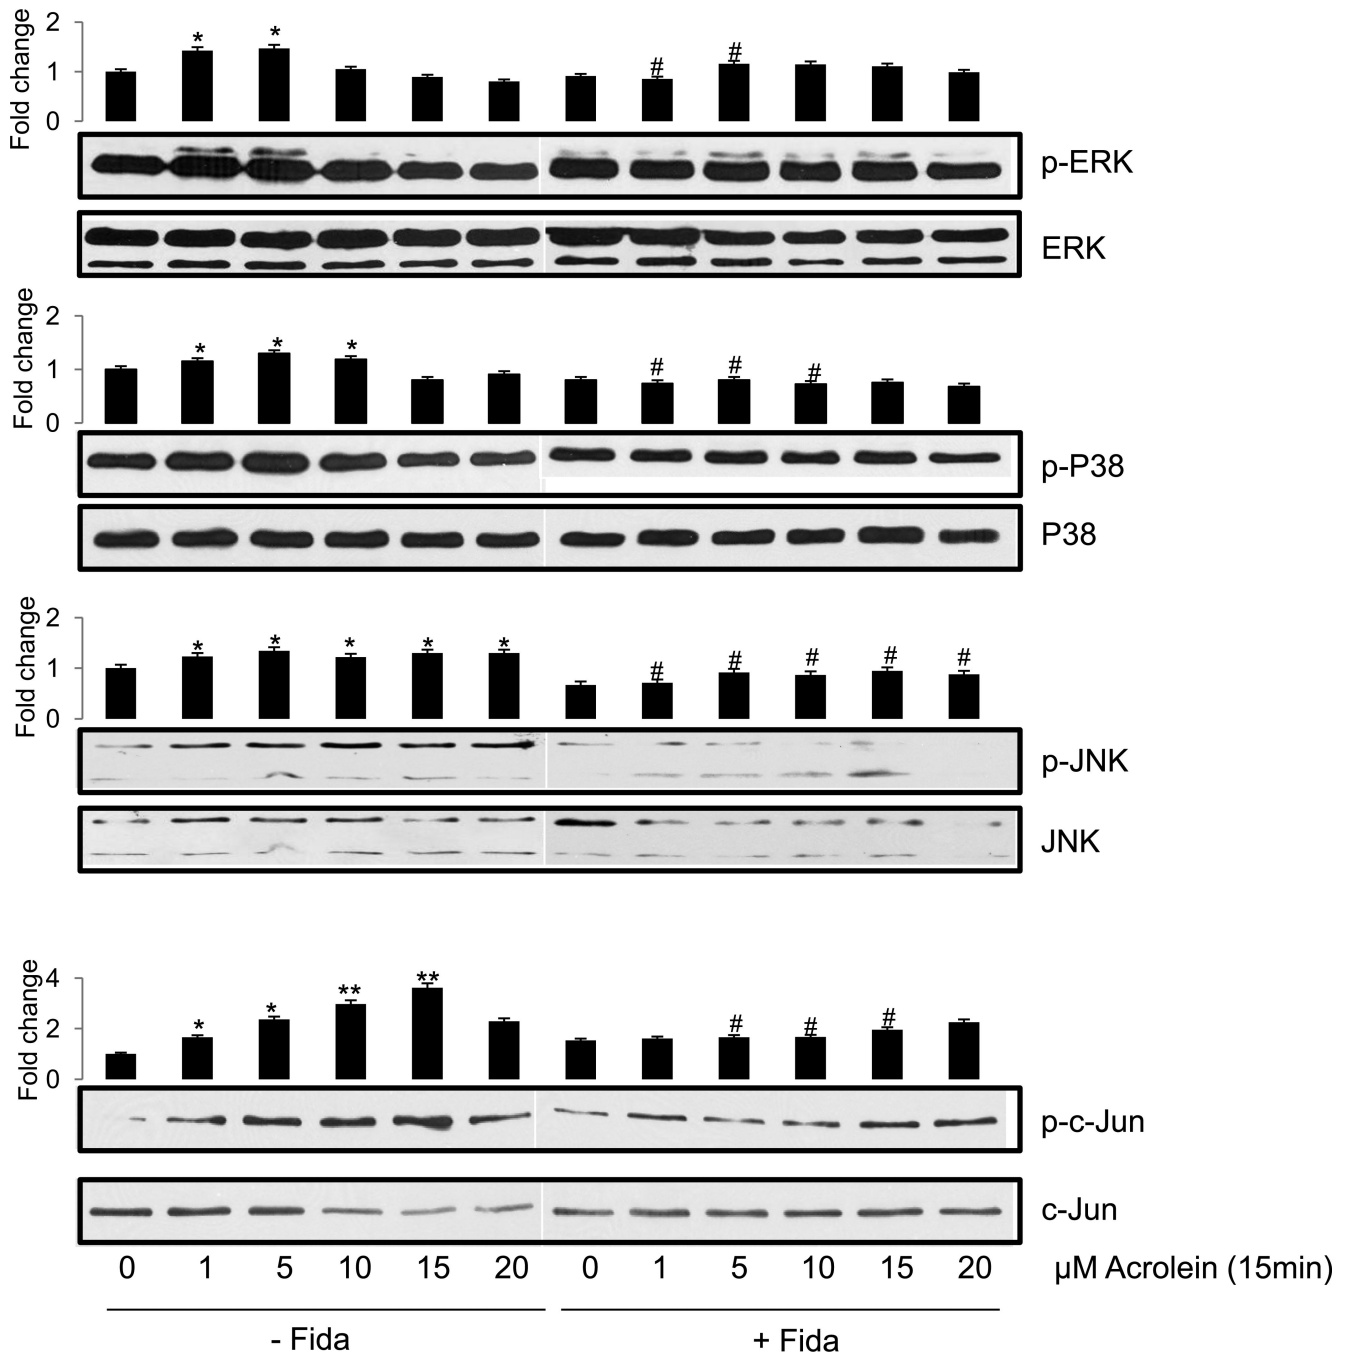 Fold change
2
1
0
* * # #
p-ERK
ERK
Fold change
2
1
0
* * * # # #
p-P38
P38
Fold change
2
1
0
* * * * * # # # # #
p-JNK
JNK
Fold change
4
2
0
* * ** ** # # #
p-c-Jun
c-Jun
0 1 5 10 15 20 0 1 5 10 15 20 µM Acrolein (15min)
- Fida + Fida